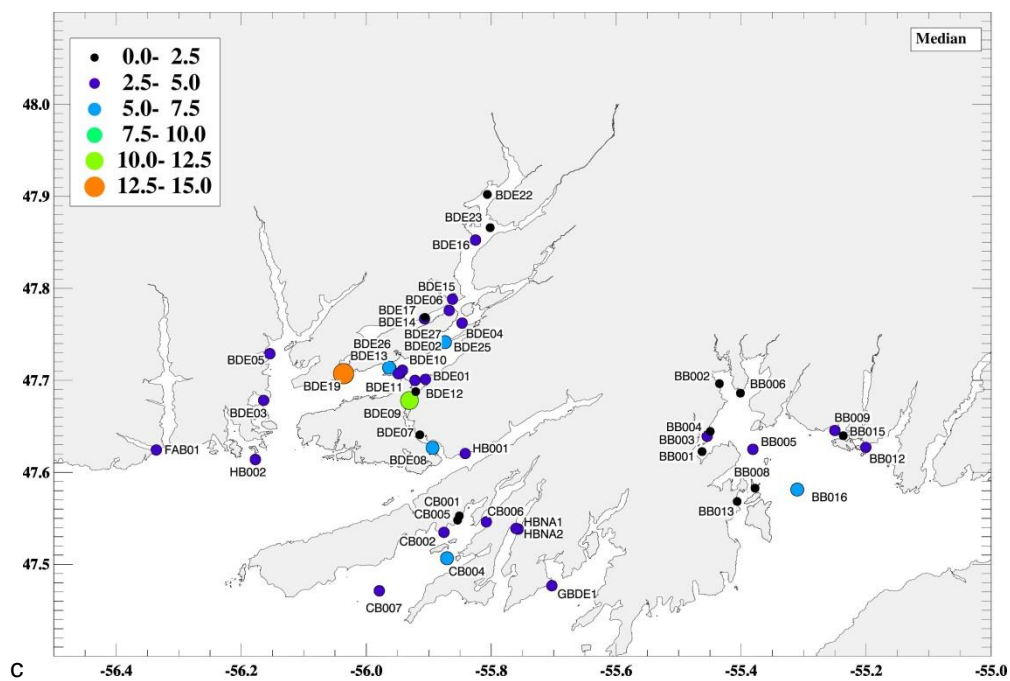 0.0- 2.5
2.5- 5.0
5.0- 7.5
7.5- 10.0
10.0- 12.5
12.5- 15.0
Median
48.0
47.9
47.8
47.7
47.6
47.5
BDE22
BDE23
BDE16
BDE15
BDE06
BDE17
BDE14
BDE27
BDE04
BDE02
BDE25
BDE26
BDE13
BDE10
BDE05
BDE19
BDE11
BDE01
BDE12
BDE03
BDE09
BDE07
BDE08
HB001
FAB01
HB002
CB001
CB005
CB006
CB002
HBNA1
HBNA2
CB004
CB007
GBDE1
BB002
BB006
BB004
BB003
BB001
BB005
BB009
BB015
BB012
BB008
BB013
BB016
C
-56.4
-56.2
-56.0
-55.8
-55.6
-55.4
-55.2
-55.0